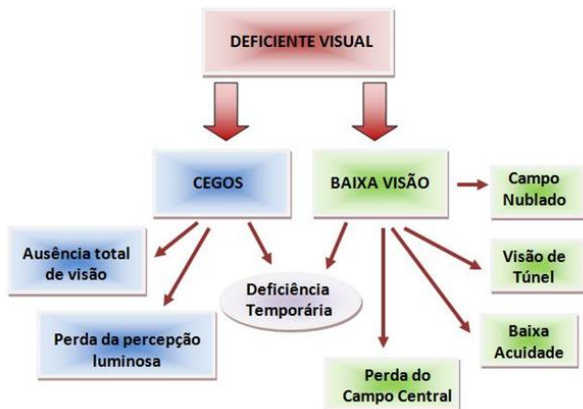 DEFICIENTE VISUAL
CEGOS
BAIXA VISÃO
Campo
Nublado
Ausência total
de visão
Visão de
Túnel
Deficiência
Temporária
Perda da percepção
luminosa
Baixa
Acuidade
Perda do
Campo Central